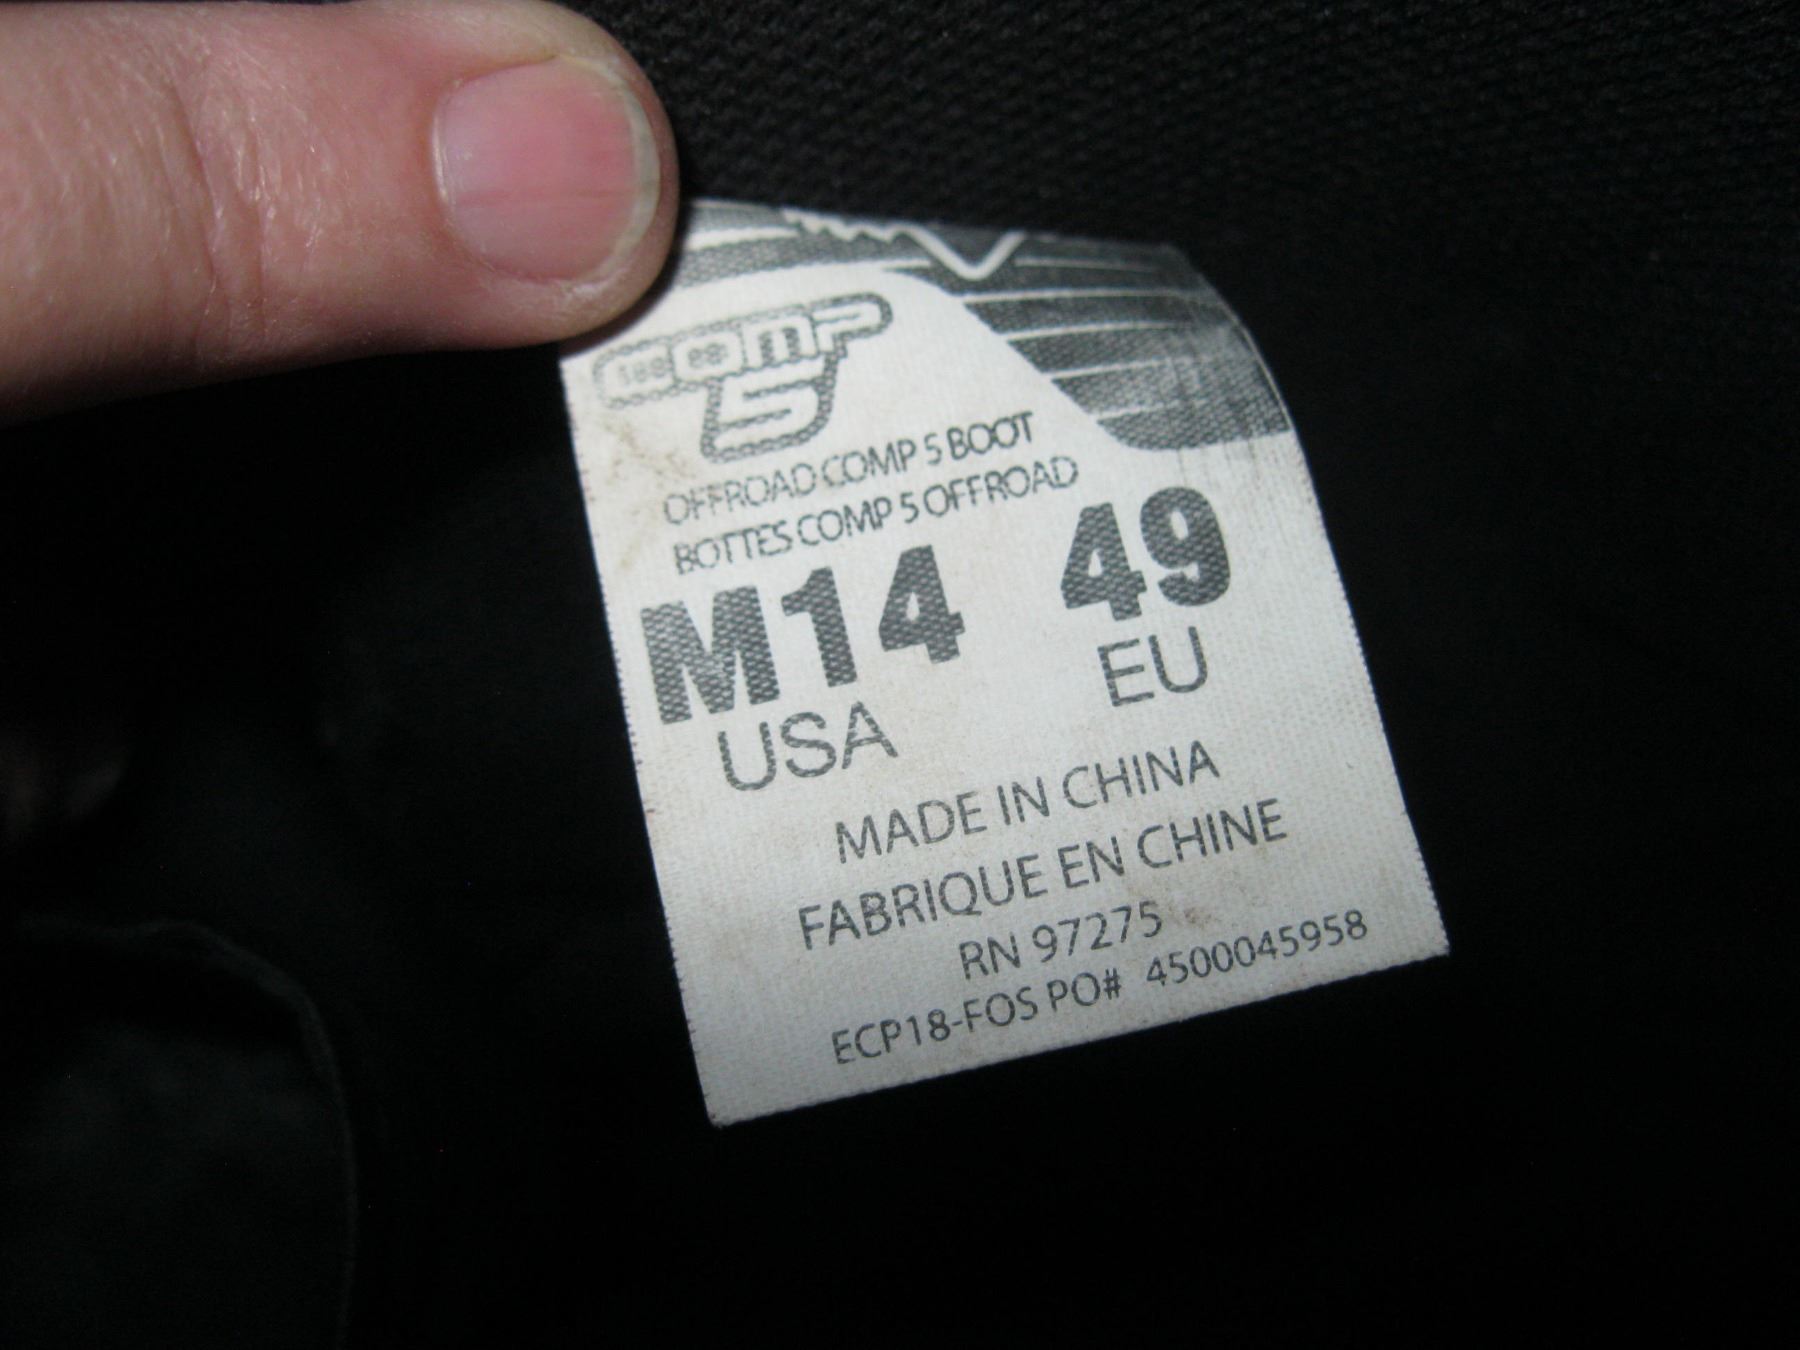 COMP
5
OFFROAD COMP 5 BOOT
BOTTES COMP 5 OFFROAD
M14 49
USA EU
MADE IN CHINA
FABRIQUE EN CHINE
RN 97275
ECP18-FOS PO# 4500045958